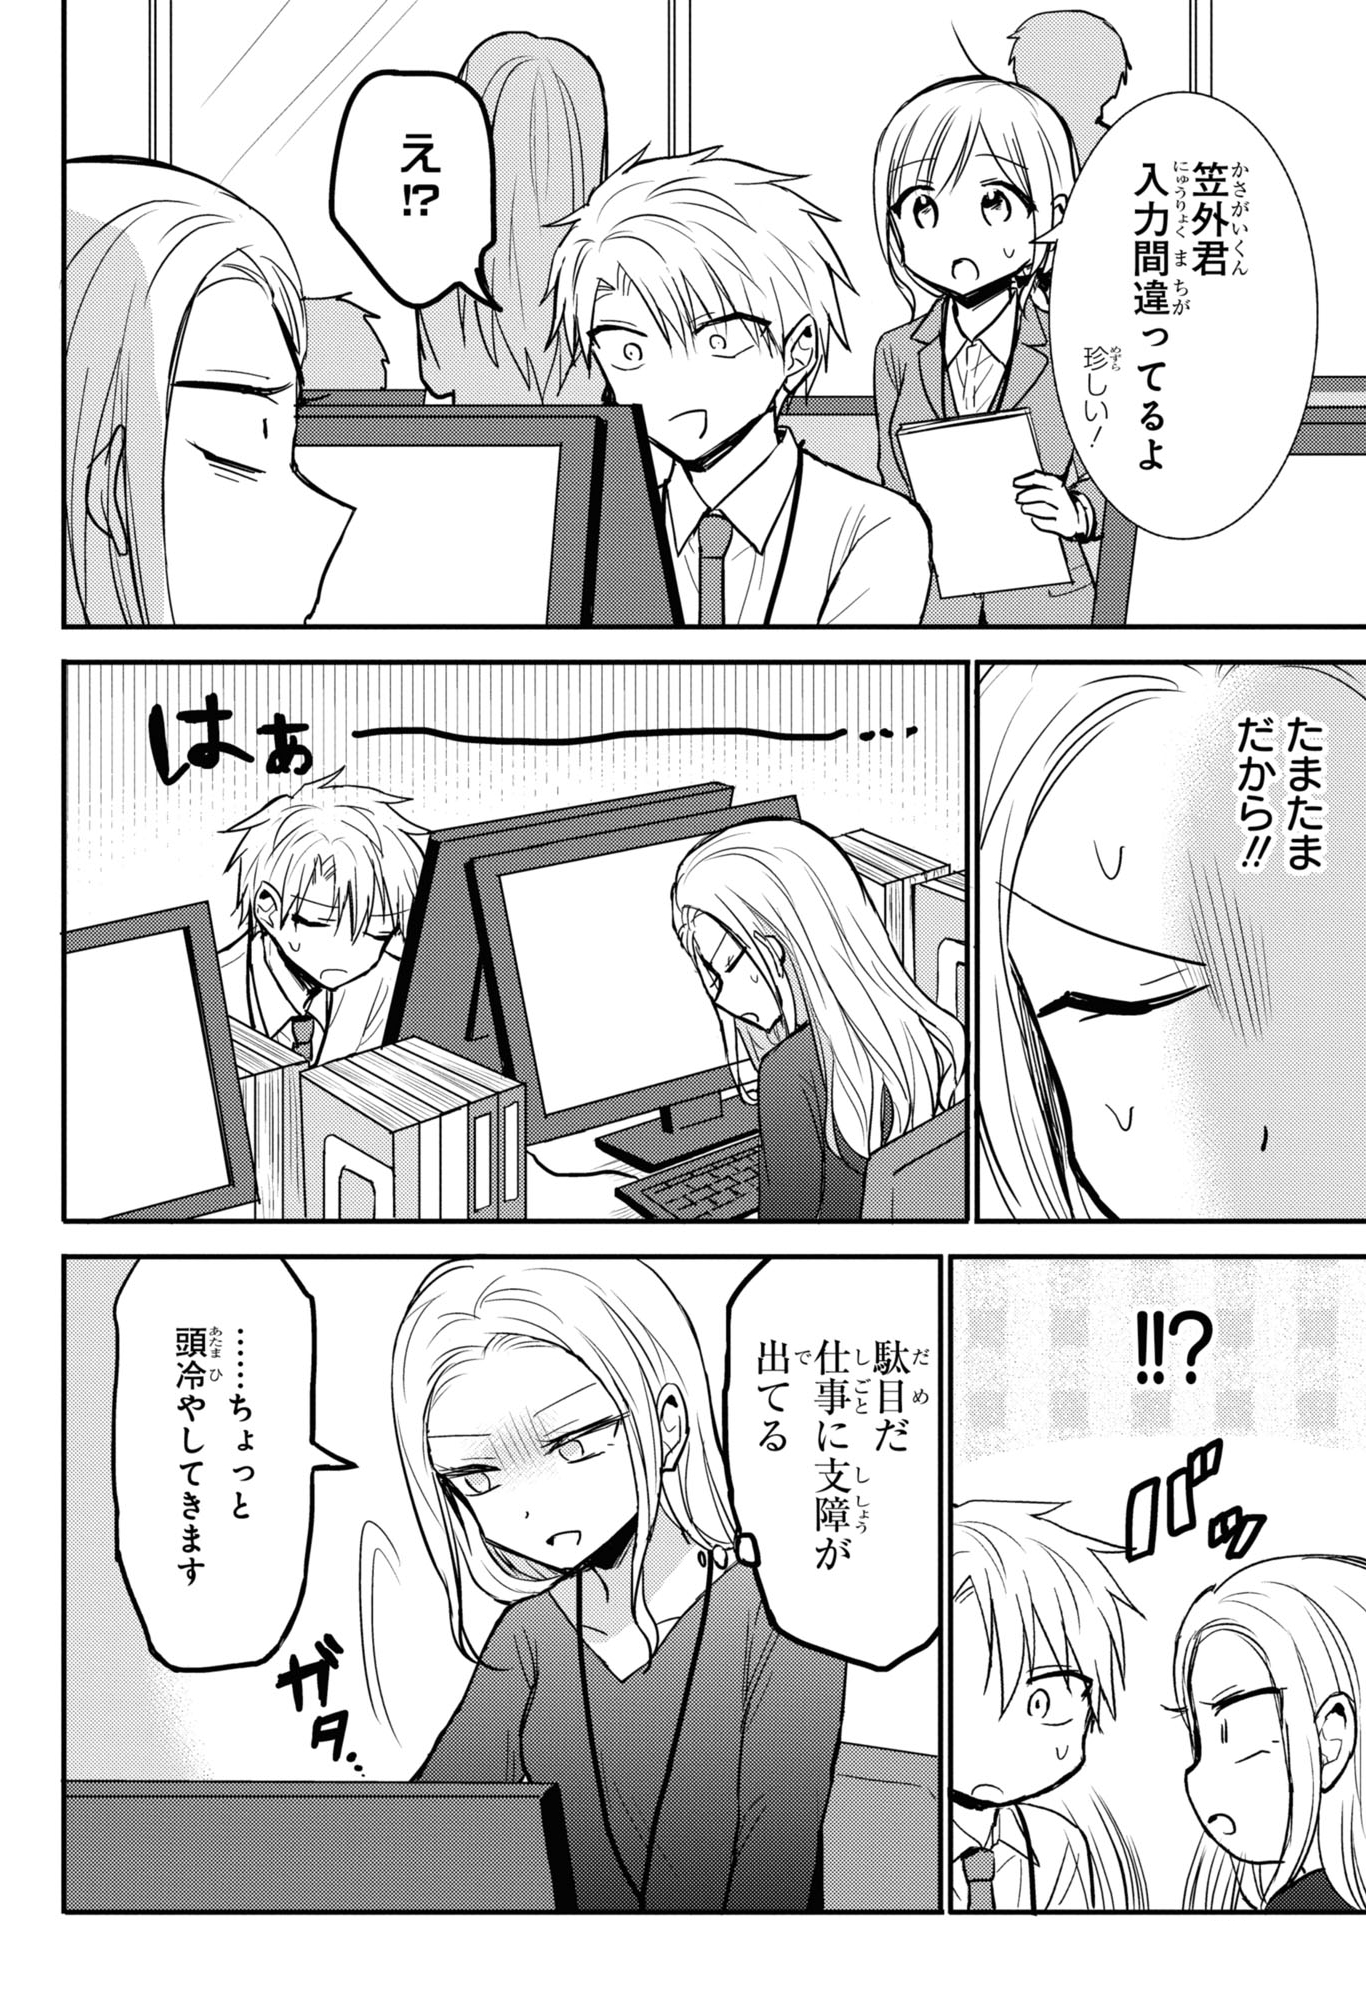 笠外君
かさがいくん
入力間違ってるよ
にゅうりょくまちが
珍しい!
めずら
え!?
たまたま
だから!!
はぁ―――…
!!?
バッ
駄目だ
だめ
仕事に支障が
しごと ししょう
出てる
で
……ちょっと
頭冷やしてきます
あたまひ
ガタ…